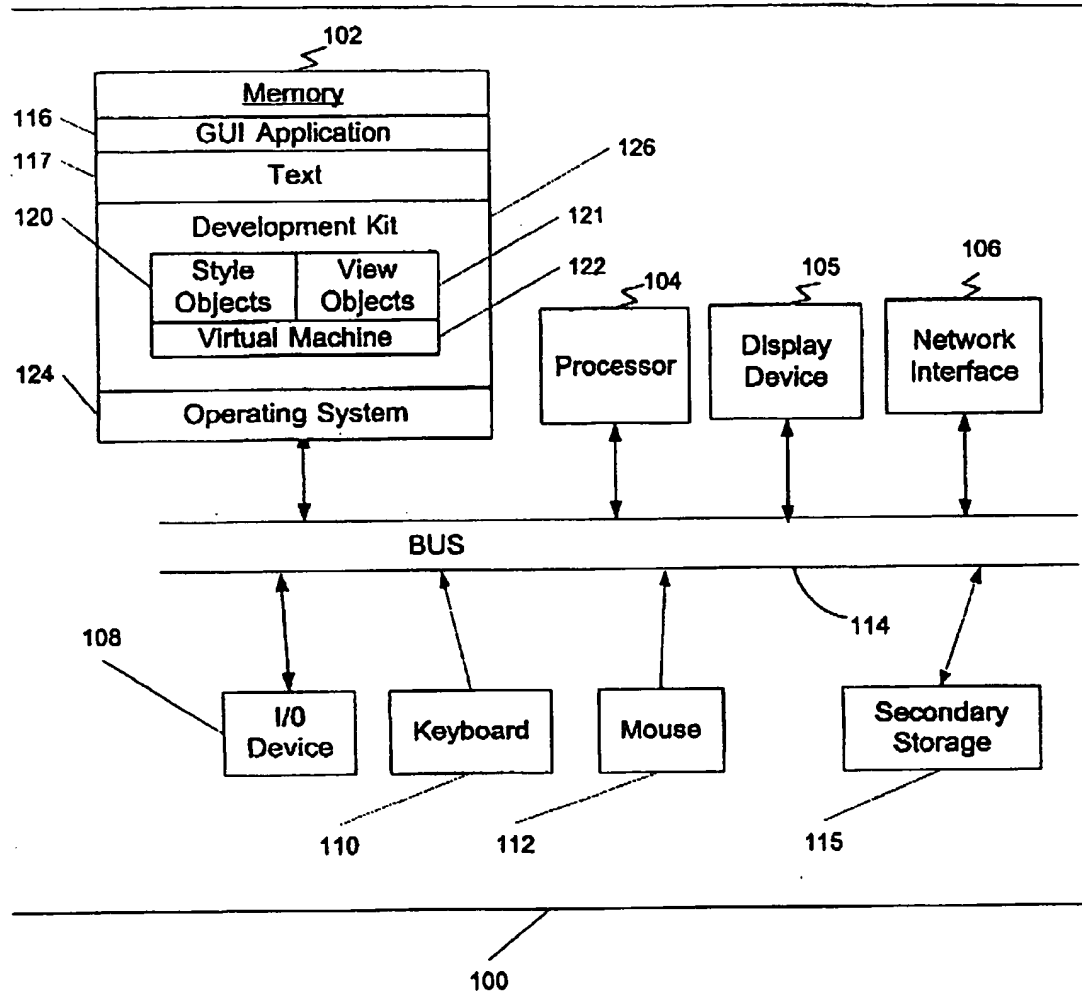 102
Memory
116
GUI Application
117
Text
126
Development Kit
120
121
Style
Objects
View
Objects
122
Virtual Machine
124
Operating System
104
Processor
105
Display
Device
106
Network
Interface
BUS
114
108
I/0
Device
Keyboard
Mouse
Secondary
Storage
110
112
115
100